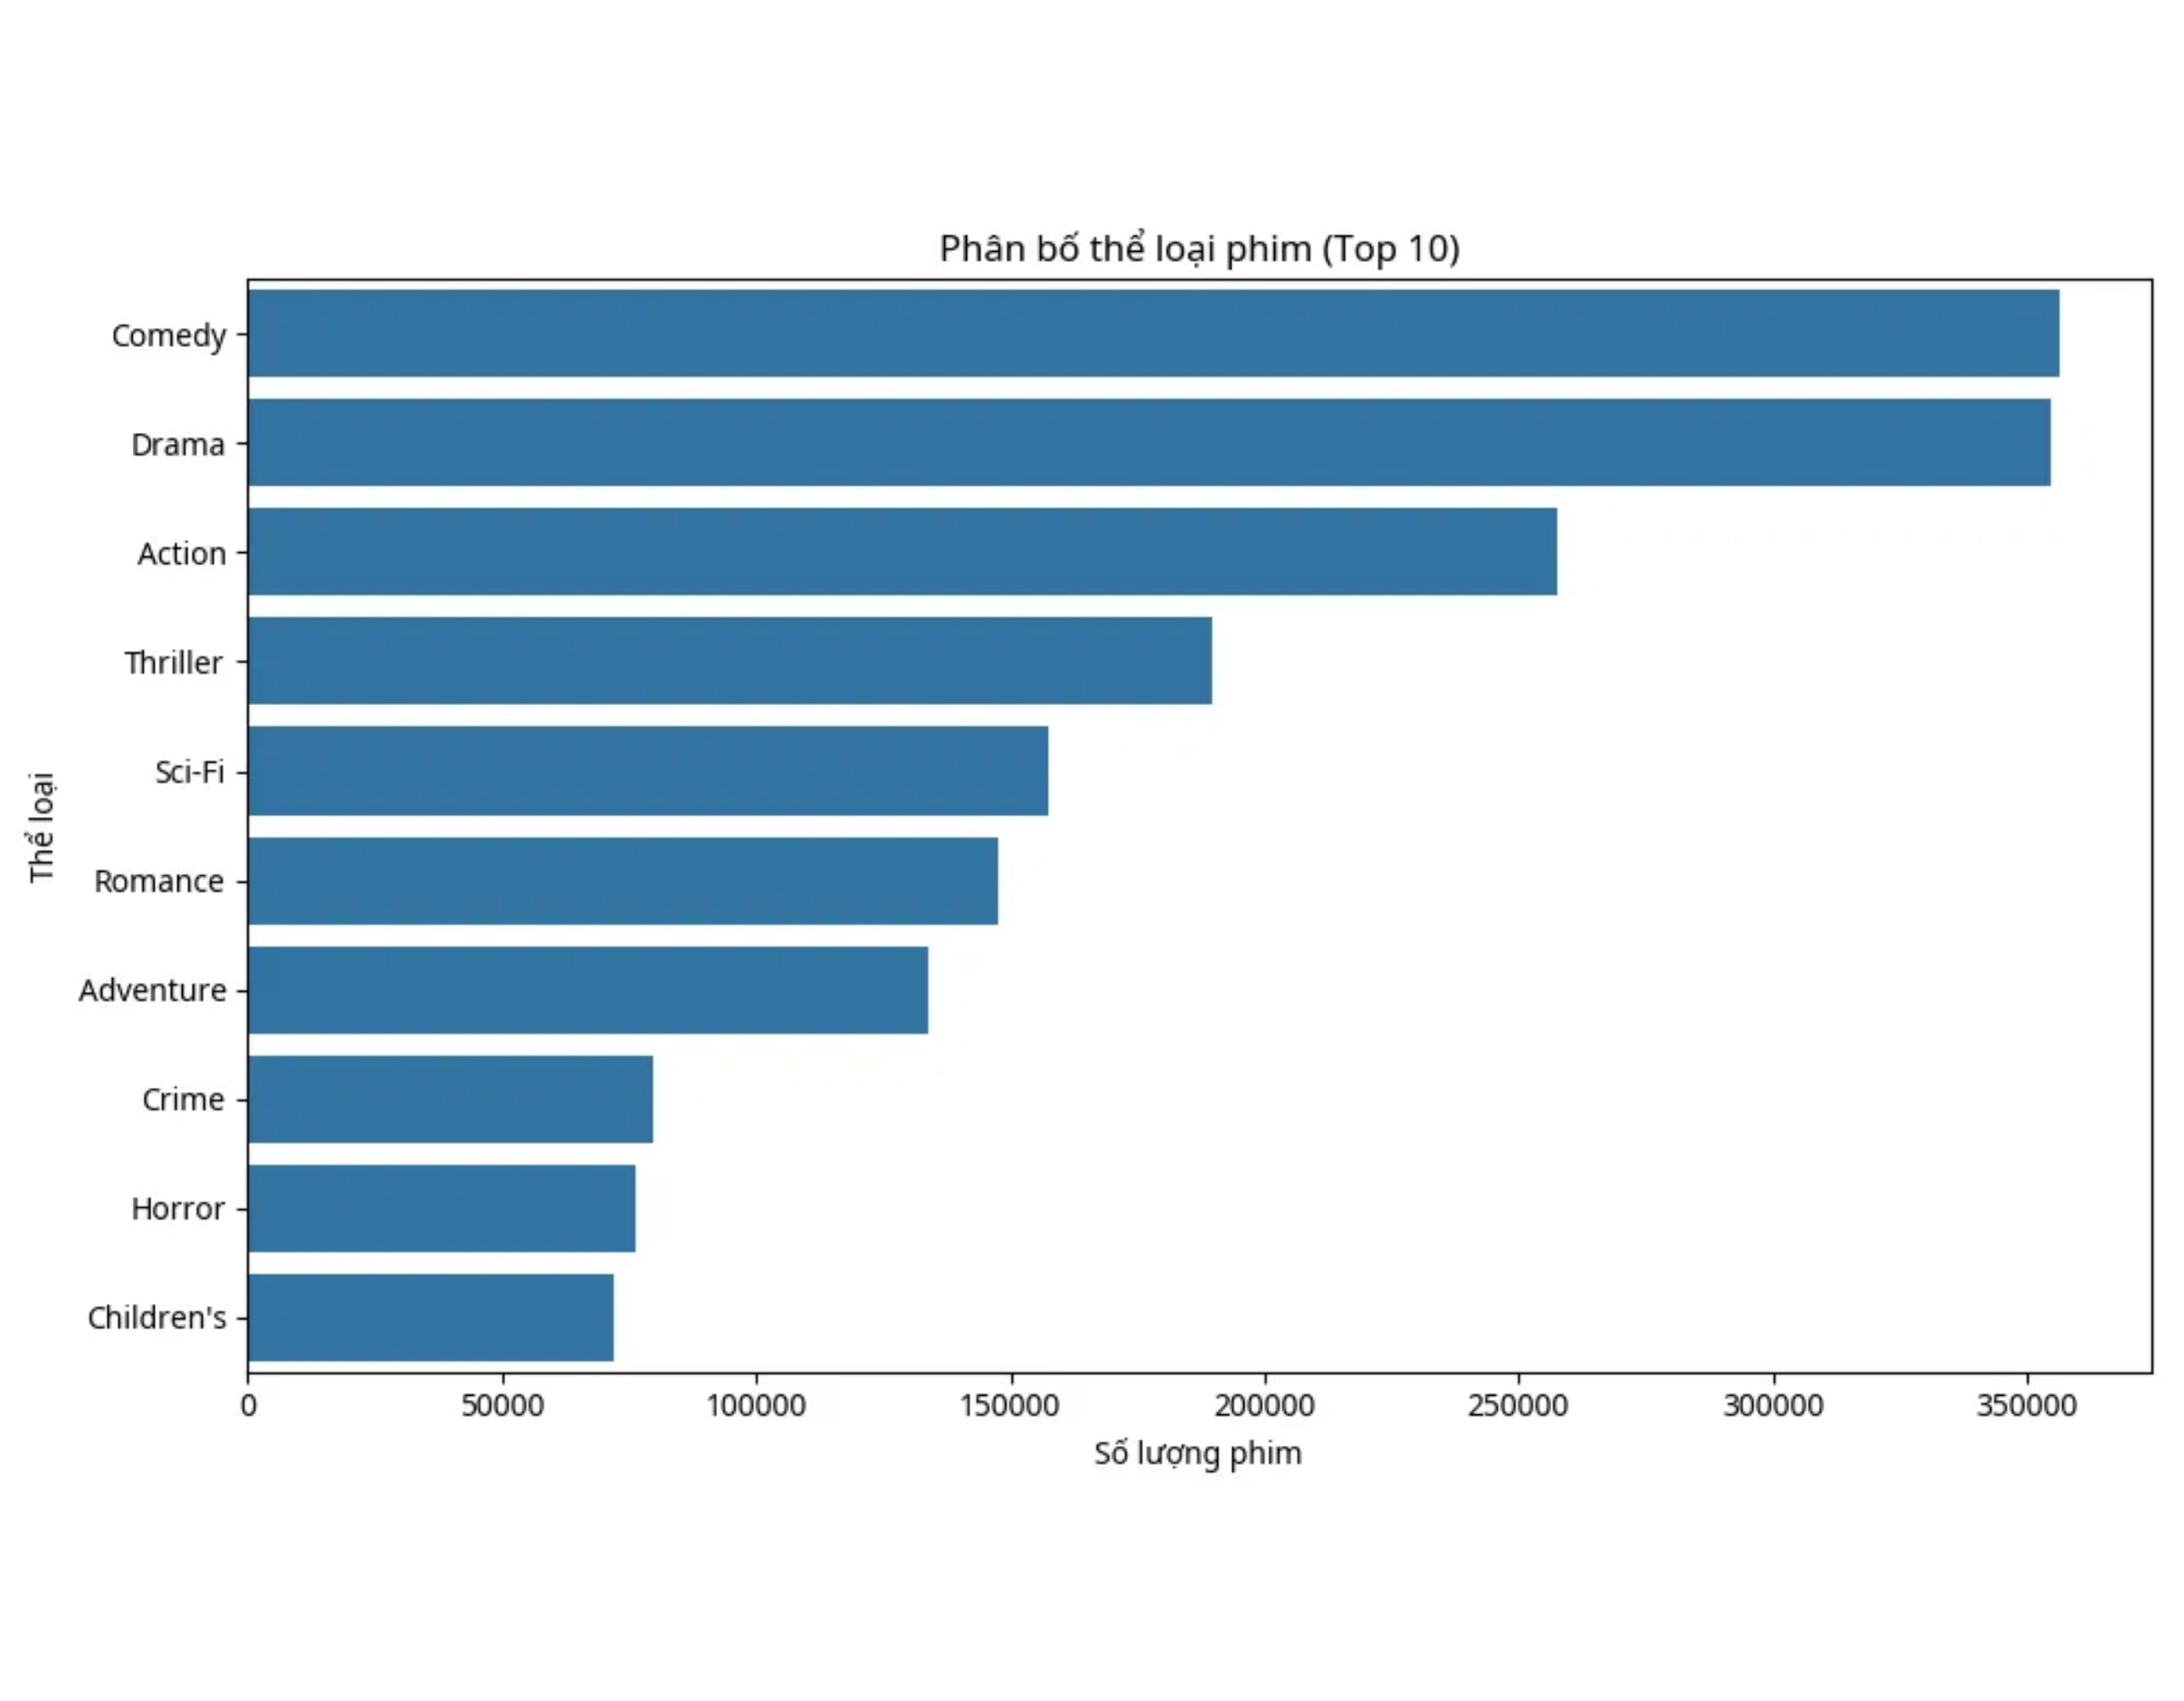 Phân bố thể loại phim (Top 10)
Comedy
Drama
Action
Thriller
Sci-Fi
Romance
Adventure
Crime
Horror
Children's
Thể loại
0 50000 100000 150000 200000 250000 300000 350000
Số lượng phim